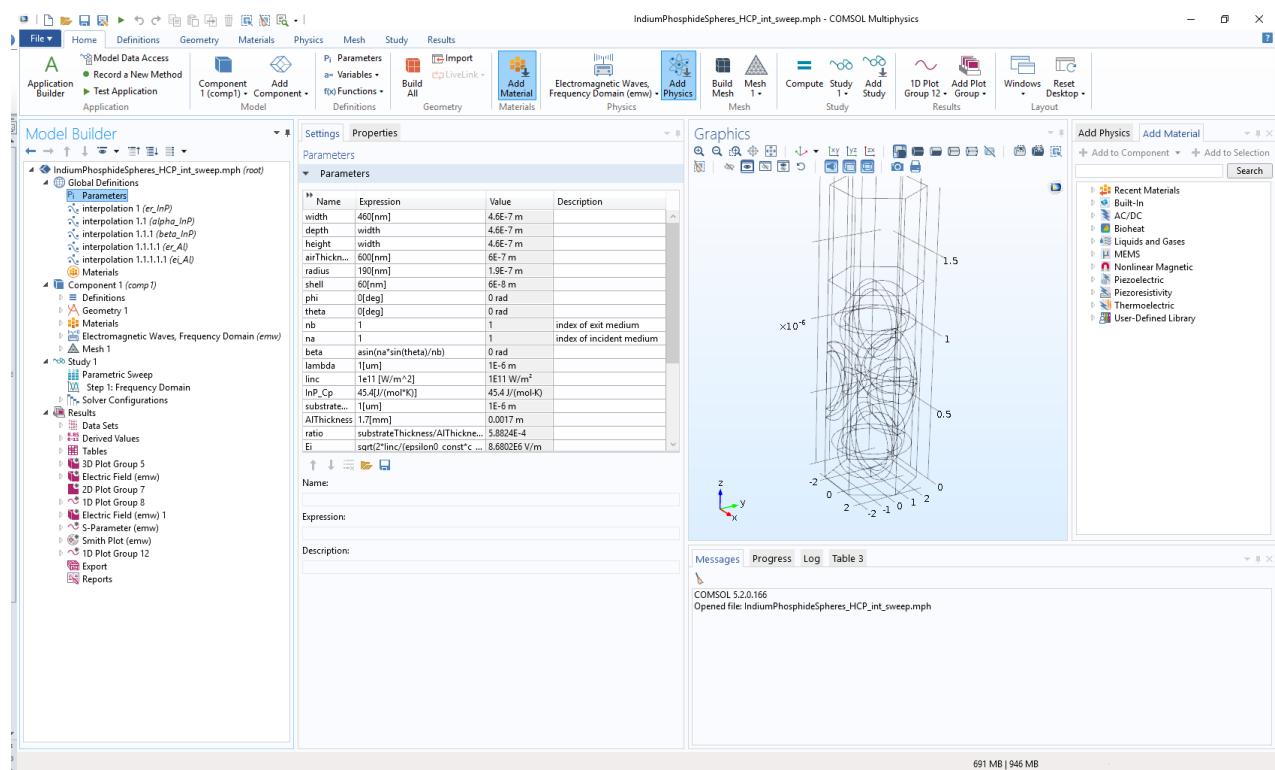 IndiumPhosphideSpheres_HCP_int_sweep.mph - COMSOL Multiphysics
File Home Definitions Geometry Materials Physics Mesh Study Results
Application Builder
Model Data Access
Record a New Method
Test Application
Application
Component 1 (comp1)
Add Component
Model
Pi Parameters
a= Variables
f(x) Functions
Definitions
Build All
Import
LiveLink
Geometry
Add Material
Materials
Electromagnetic Waves, Frequency Domain (emw)
Add Physics
Physics
Build Mesh
Mesh 1
Mesh
Compute
Study 1
Add Study
Study
1D Plot Group 12
Add Plot Group
Results
Windows
Reset Desktop
Layout
Model Builder
IndiumPhosphideSpheres_HCP_int_sweep.mph (root)
Global Definitions
Pi Parameters
interpolation 1 (er_InP)
interpolation 1.1 (alpha_InP)
interpolation 1.1.1 (beta_InP)
interpolation 1.1.1.1 (er_Al)
interpolation 1.1.1.1.1 (ei_Al)
Materials
Component 1 (comp1)
Definitions
Geometry 1
Materials
Electromagnetic Waves, Frequency Domain (emw)
Mesh 1
Study 1
Parametric Sweep
Step 1: Frequency Domain
Solver Configurations
Results
Data Sets
Derived Values
Tables
3D Plot Group 5
Electric Field (emw)
2D Plot Group 7
1D Plot Group 8
Electric Field (emw) 1
S-Parameter (emw)
Smith Plot (emw)
1D Plot Group 12
Export
Reports
Settings Properties
Parameters
Parameters
Name Expression Value Description
width 460[nm] 4.6E-7 m
depth width 4.6E-7 m
height width 4.6E-7 m
airThickn... 600[nm] 6E-7 m
radius 190[nm] 1.9E-7 m
shell 60[nm] 6E-8 m
phi 0[deg] 0 rad
theta 0[deg] 0 rad
nb 1 1 index of exit medium
na 1 1 index of incident medium
beta asin(na*sin(theta)/nb) 0 rad
lambda 1[um] 1E-6 m
Iinc 1e11 [W/m^2] 1E11 W/m²
InP_Cp 45.4[J/(mol*K)] 45.4 J/(mol·K)
substrate... 1[um] 1E-6 m
AlThickness 1.7[mm] 0.0017 m
ratio substrateThickness/AlThickne... 5.8824E-4
Ei sqrt(2*Iinc/(epsilon0_const*c_... 8.6802E6 V/m
Name:
Expression:
Description:
Graphics
xy yz zx
1.5
×10⁻⁶
1
0.5
-2
0
2
-2 -1 0 1 2
0
z
y
x
Messages Progress Log Table 3
COMSOL 5.2.0.166
Opened file: IndiumPhosphideSpheres_HCP_int_sweep.mph
Add Physics Add Material
Add to Component Add to Selection
Search
Recent Materials
Built-In
AC/DC
Bioheat
Liquids and Gases
MEMS
Nonlinear Magnetic
Piezoelectric
Piezoresistivity
Thermoelectric
User-Defined Library
691 MB | 946 MB